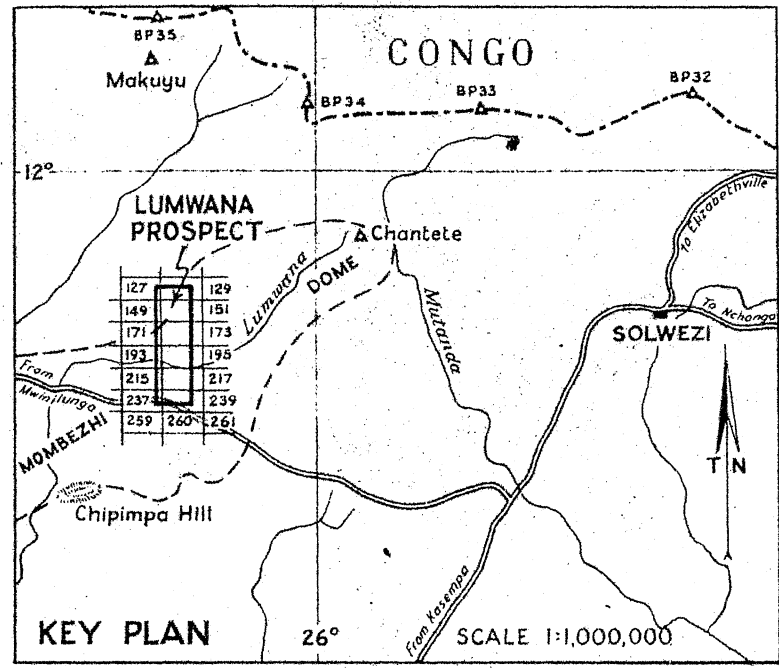 BP35
Makuyu
CONGO
BP34
BP33
BP32
12°
LUMWANA
PROSPECT
Chantete
Lumwana
DOME
Mutanda
To Elizabethville
To Nchanga
SOLWEZI
127 129
149 151
171 173
193 195
215 217
237 239
259 260 261
From
Mwinilunga
MOMBEZHI
Chipimpa Hill
T N
From Kasempa
KEY PLAN
26°
SCALE 1:1,000,000